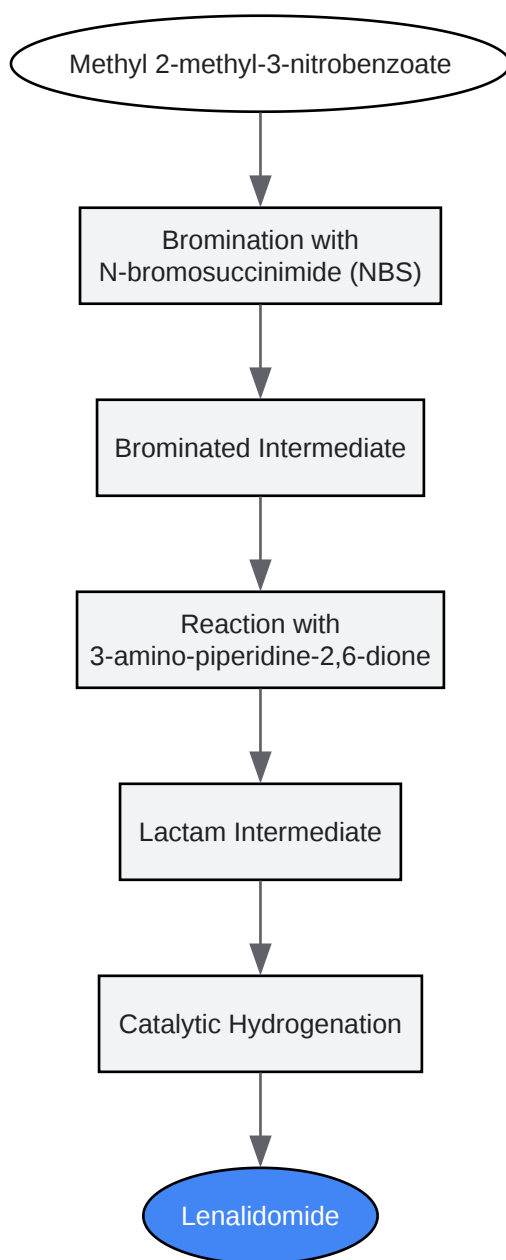 Methyl 2-methyl-3-nitrobenzoate
Bromination with
N-bromosuccinimide (NBS)
Brominated Intermediate
Reaction with
3-amino-piperidine-2,6-dione
Lactam Intermediate
Catalytic Hydrogenation
Lenalidomide